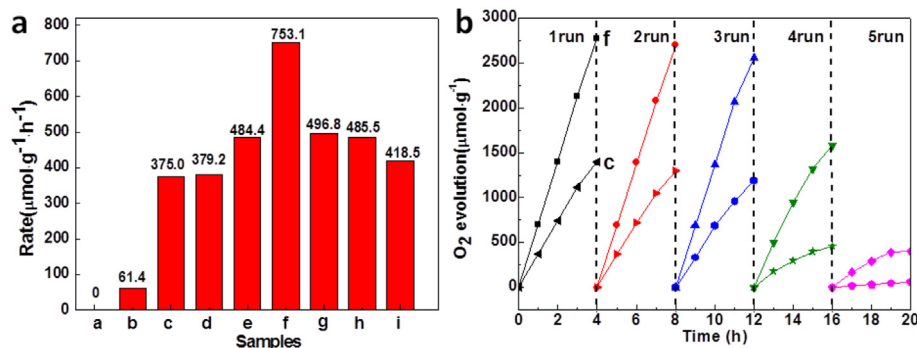 a
Rate(μmol·g⁻¹·h⁻¹)
800
700
600
500
400
300
200
100
0
0
61.4
375.0
379.2
484.4
753.1
496.8
485.5
418.5
a b c d e f g h i
Samples
b
O₂ evolution(μmol·g⁻¹)
3000
2500
2000
1500
1000
500
0
1run 2run 3run 4run 5run
f
c
0 4 8 12 16 20
Time (h)